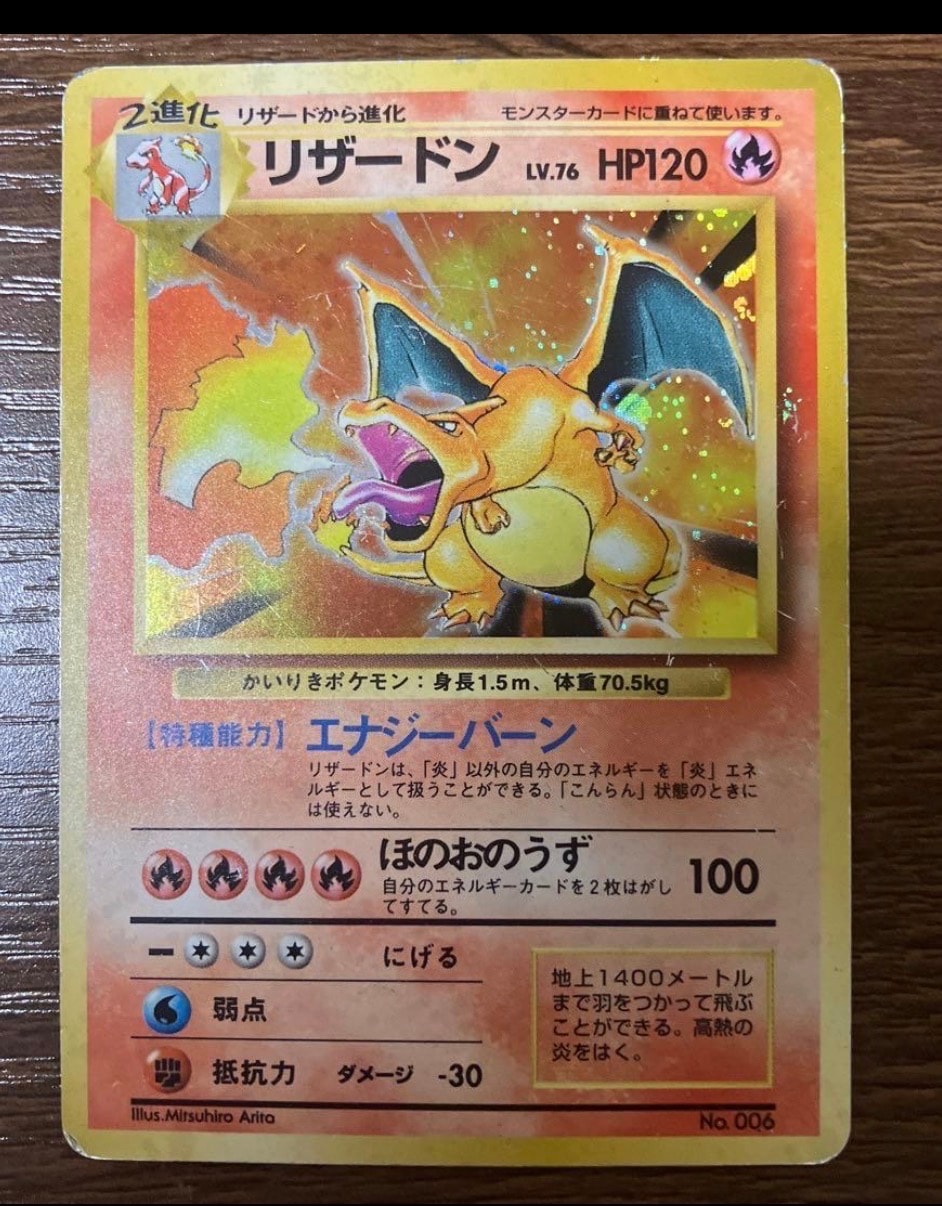 2進化 リザードから進化 モンスターカードに重ねて使います。
リザードン LV.76 HP120
かいりきポケモン：身長1.5m、体重70.5kg
【特種能力】 エナジーバーン
リザードンは、「炎」以外の自分のエネルギーを「炎」エネ
ルギーとして扱うことができる。「こんらん」状態のときに
は使えない。
ほのおのうず 100
自分のエネルギーカードを2枚はがし
てすてる。
にげる
弱点
抵抗力 ダメージ -30
地上1400メートル
まで羽をつかって飛ぶ
ことができる。高熱の
炎をはく。
Illus.Mitsuhiro Arita No. 006